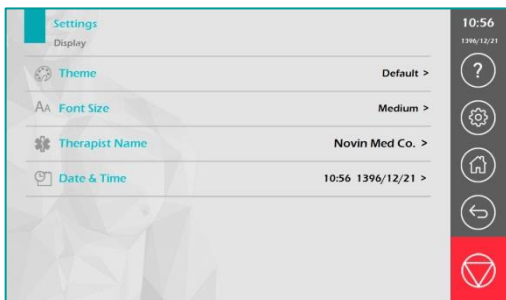 Settings
Display
Theme Default >
AA Font Size Medium >
Therapist Name Novin Med Co. >
Date & Time 10:56 1396/12/21 >
10:56
1396/12/21
?